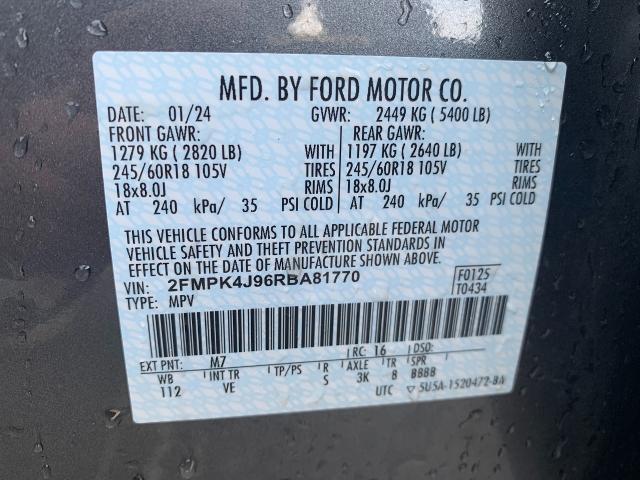 MFD. BY FORD MOTOR CO.
DATE: 01/24 GVWR: 2449 KG ( 5400 LB)
FRONT GAWR: REAR GAWR:
1279 KG ( 2820 LB) WITH 1197 KG ( 2640 LB) WITH
245/60R18 105V TIRES 245/60R18 105V TIRES
18x8.0J RIMS 18x8.0J RIMS
AT 240 kPa/ 35 PSI COLD AT 240 kPa/ 35 PSI COLD
THIS VEHICLE CONFORMS TO ALL APPLICABLE FEDERAL MOTOR
VEHICLE SAFETY AND THEFT PREVENTION STANDARDS IN
EFFECT ON THE DATE OF MANUFACTURE SHOWN ABOVE.
VIN: 2FMPK4J96RBA81770 F0125
TYPE: MPV T0434
EXT PNT: M7 RC: 16 DSO:
WB INT TR TP/PS R AXLE TR SPR
112 VE S 3K 8 BBBB
UTC ▽ 5U5A-1520472-BA